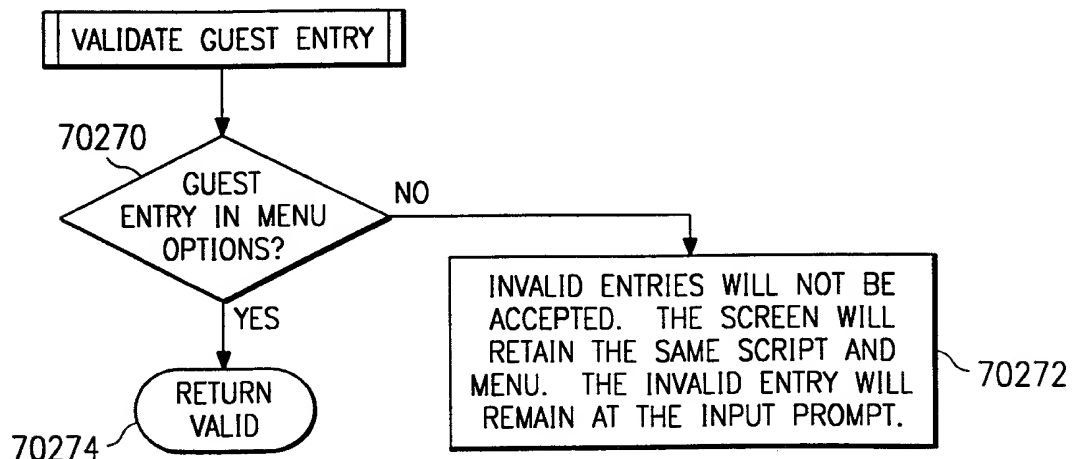 VALIDATE GUEST ENTRY
70270
GUEST
ENTRY IN MENU
OPTIONS?
NO
YES
INVALID ENTRIES WILL NOT BE
ACCEPTED. THE SCREEN WILL
RETAIN THE SAME SCRIPT AND
MENU. THE INVALID ENTRY WILL
REMAIN AT THE INPUT PROMPT.
70272
RETURN
VALID
70274